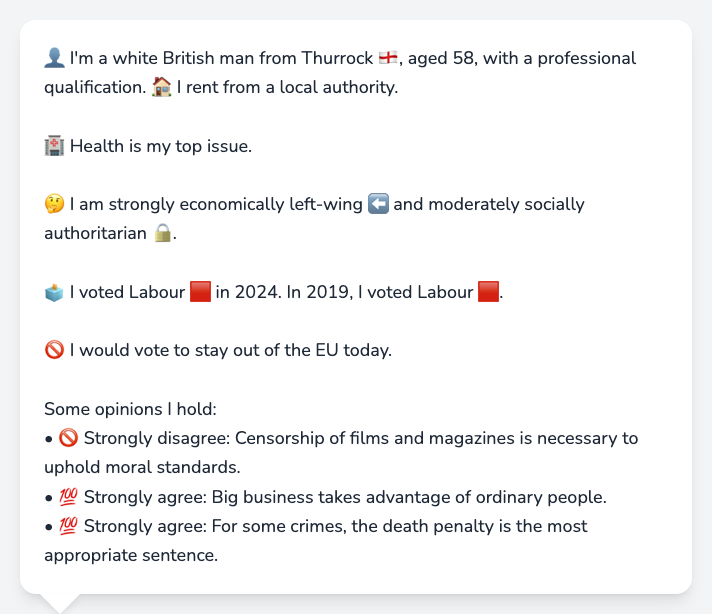 👤 I'm a white British man from Thurrock 🏴󠁧󠁢󠁥󠁮󠁧󠁿, aged 58, with a professional
qualification. 🏠 I rent from a local authority.
🏥 Health is my top issue.
🤔 I am strongly economically left-wing ⬅️ and moderately socially
authoritarian 🔒.
🗳️ I voted Labour 🟥 in 2024. In 2019, I voted Labour 🟥.
🚫 I would vote to stay out of the EU today.
Some opinions I hold:
• 🚫 Strongly disagree: Censorship of films and magazines is necessary to
uphold moral standards.
• 💯 Strongly agree: Big business takes advantage of ordinary people.
• 💯 Strongly agree: For some crimes, the death penalty is the most
appropriate sentence.